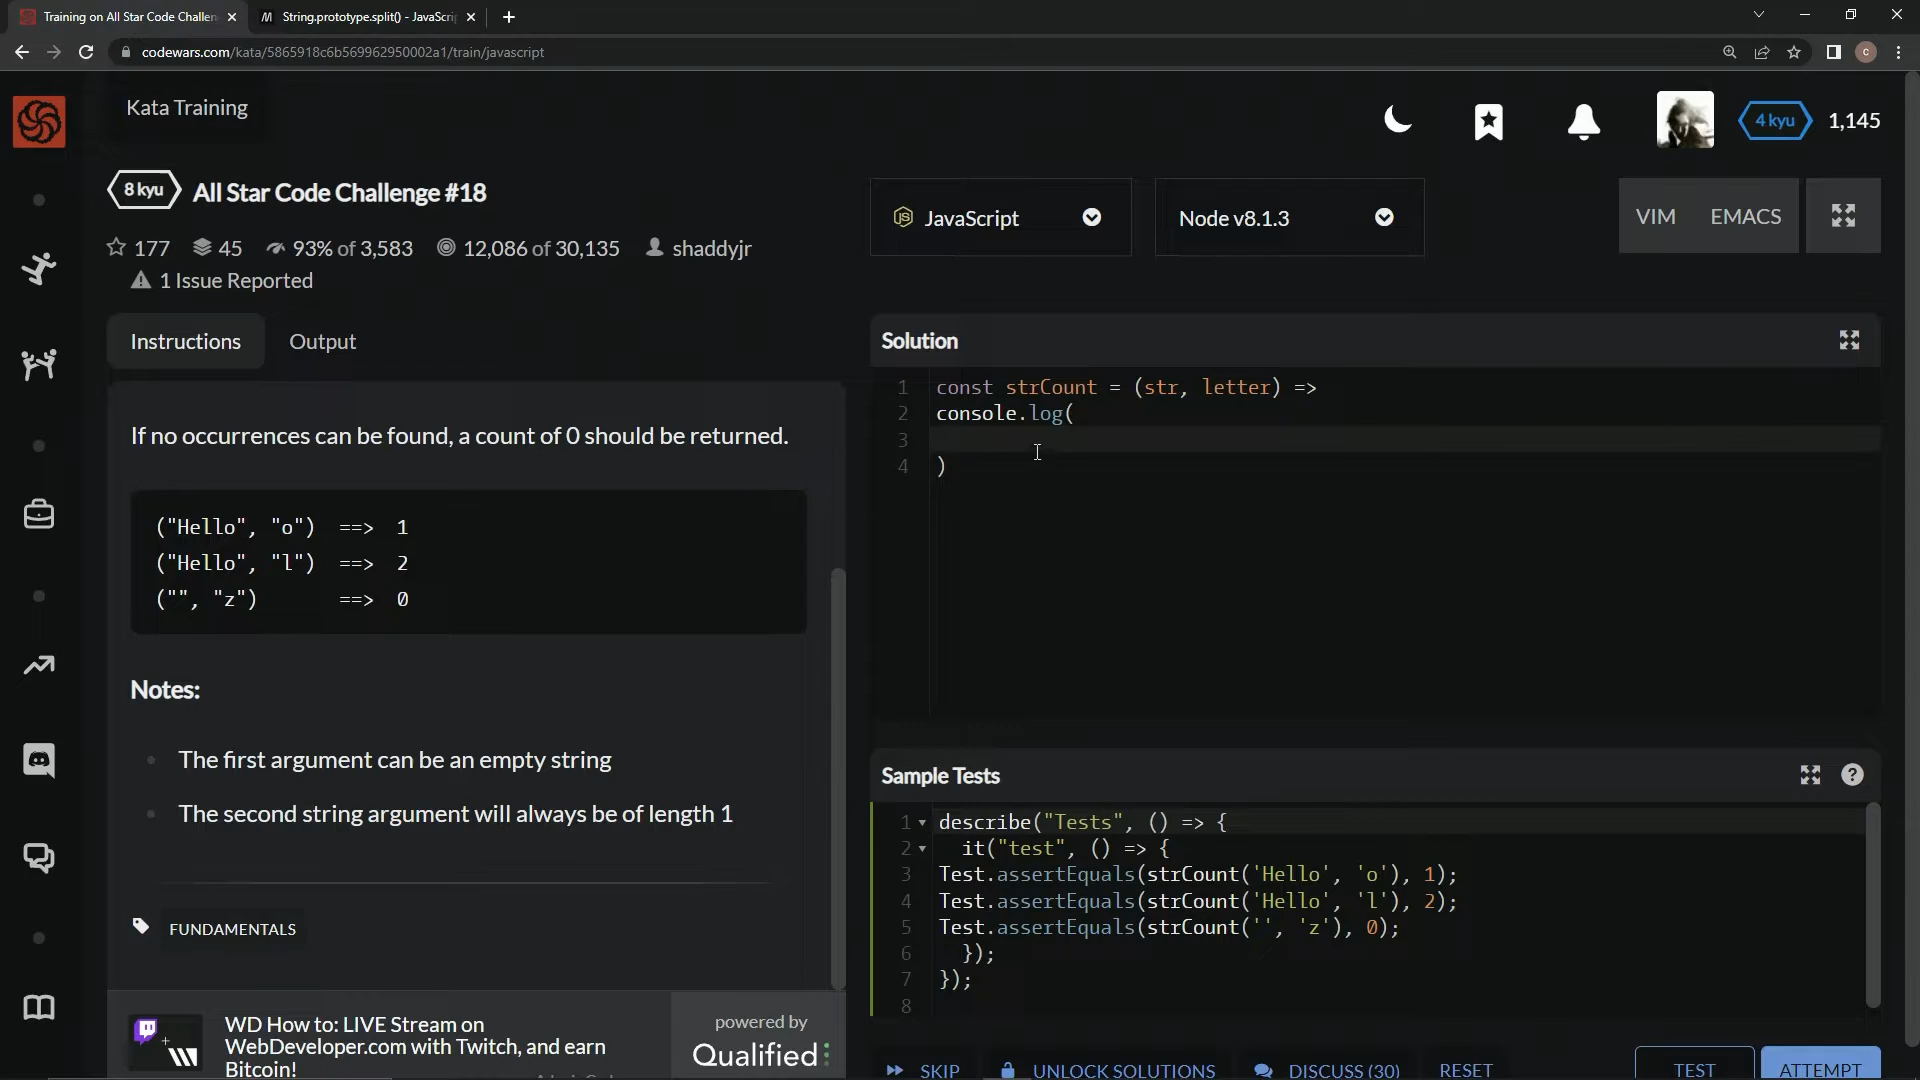 Training on All Star Code Challen
String.prototype.split() - JavaScri
codewars.com/kata/5865918c6b569962950002a1/train/javascript
C
Kata Training
4 kyu
1,145
8 kyu
All Star Code Challenge #18
177
45
93% of 3,583
12,086 of 30,135
shaddyjr
1 Issue Reported
JavaScript
Node v8.1.3
VIM
EMACS
Instructions
Output
If no occurrences can be found, a count of 0 should be returned.
("Hello", "o") ==> 1
("Hello", "l") ==> 2
("", "z") ==> 0
Notes:
The first argument can be an empty string
The second string argument will always be of length 1
FUNDAMENTALS
WD How to: LIVE Stream on
WebDeveloper.com with Twitch, and earn
Bitcoin!
powered by
Qualified
Solution
1 const strCount = (str, letter) =>
2 console.log(
3
4 )
Sample Tests
1 describe("Tests", () => {
2 it("test", () => {
3 Test.assertEquals(strCount('Hello', 'o'), 1);
4 Test.assertEquals(strCount('Hello', 'l'), 2);
5 Test.assertEquals(strCount('', 'z'), 0);
6 });
7 });
8
SKIP
UNLOCK SOLUTIONS
DISCUSS (30)
RESET
TEST
ATTEMPT